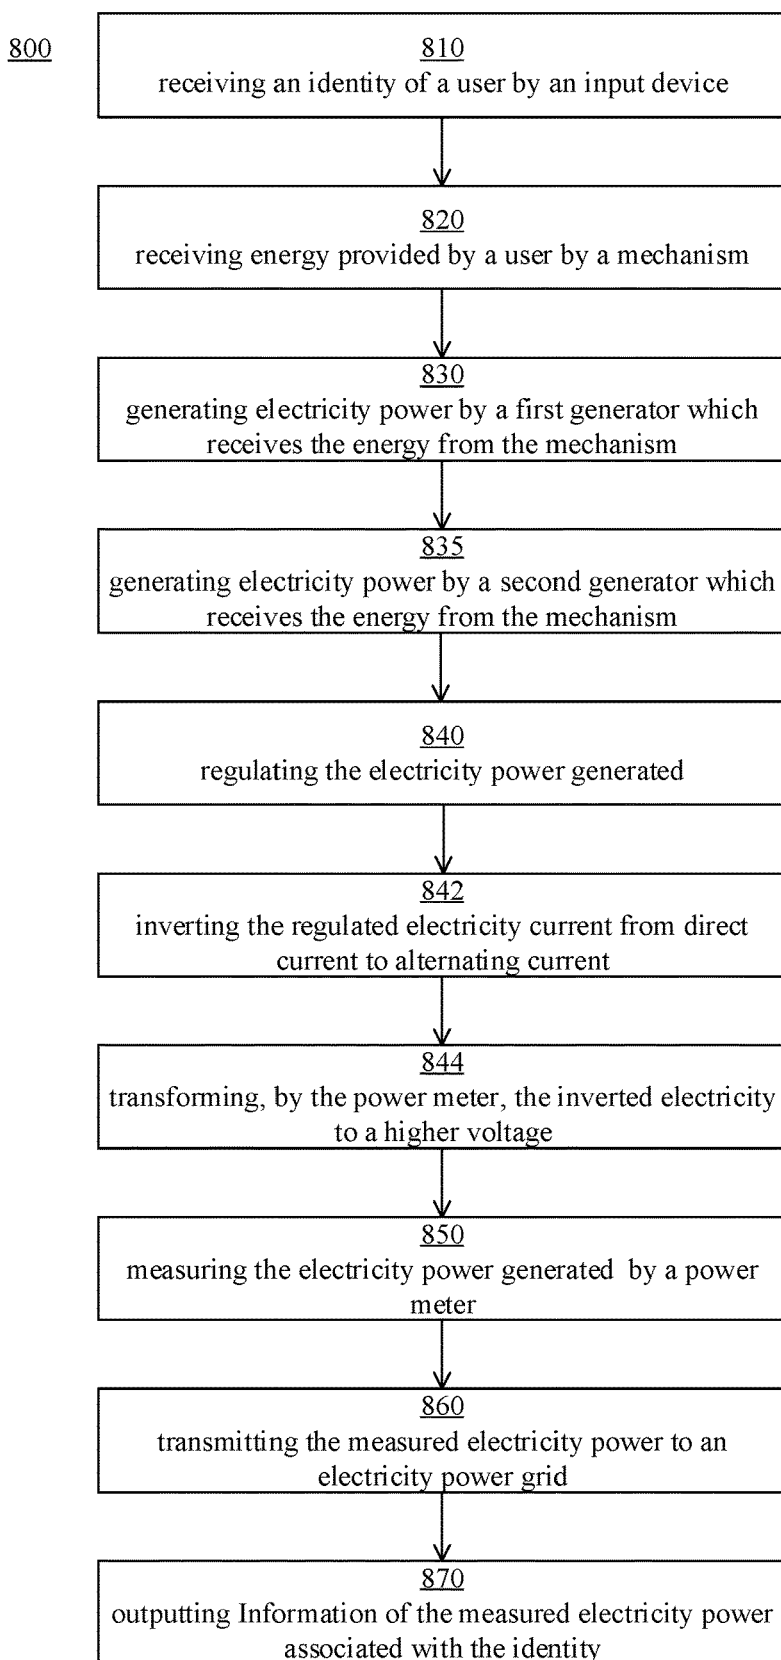 800
810
receiving an identity of a user by an input device
820
receiving energy provided by a user by a mechanism
830
generating electricity power by a first generator which
receives the energy from the mechanism
835
generating electricity power by a second generator which
receives the energy from the mechanism
840
regulating the electricity power generated
842
inverting the regulated electricity current from direct
current to alternating current
844
transforming, by the power meter, the inverted electricity
to a higher voltage
850
measuring the electricity power generated by a power
meter
860
transmitting the measured electricity power to an
electricity power grid
870
outputting Information of the measured electricity power
associated with the identity